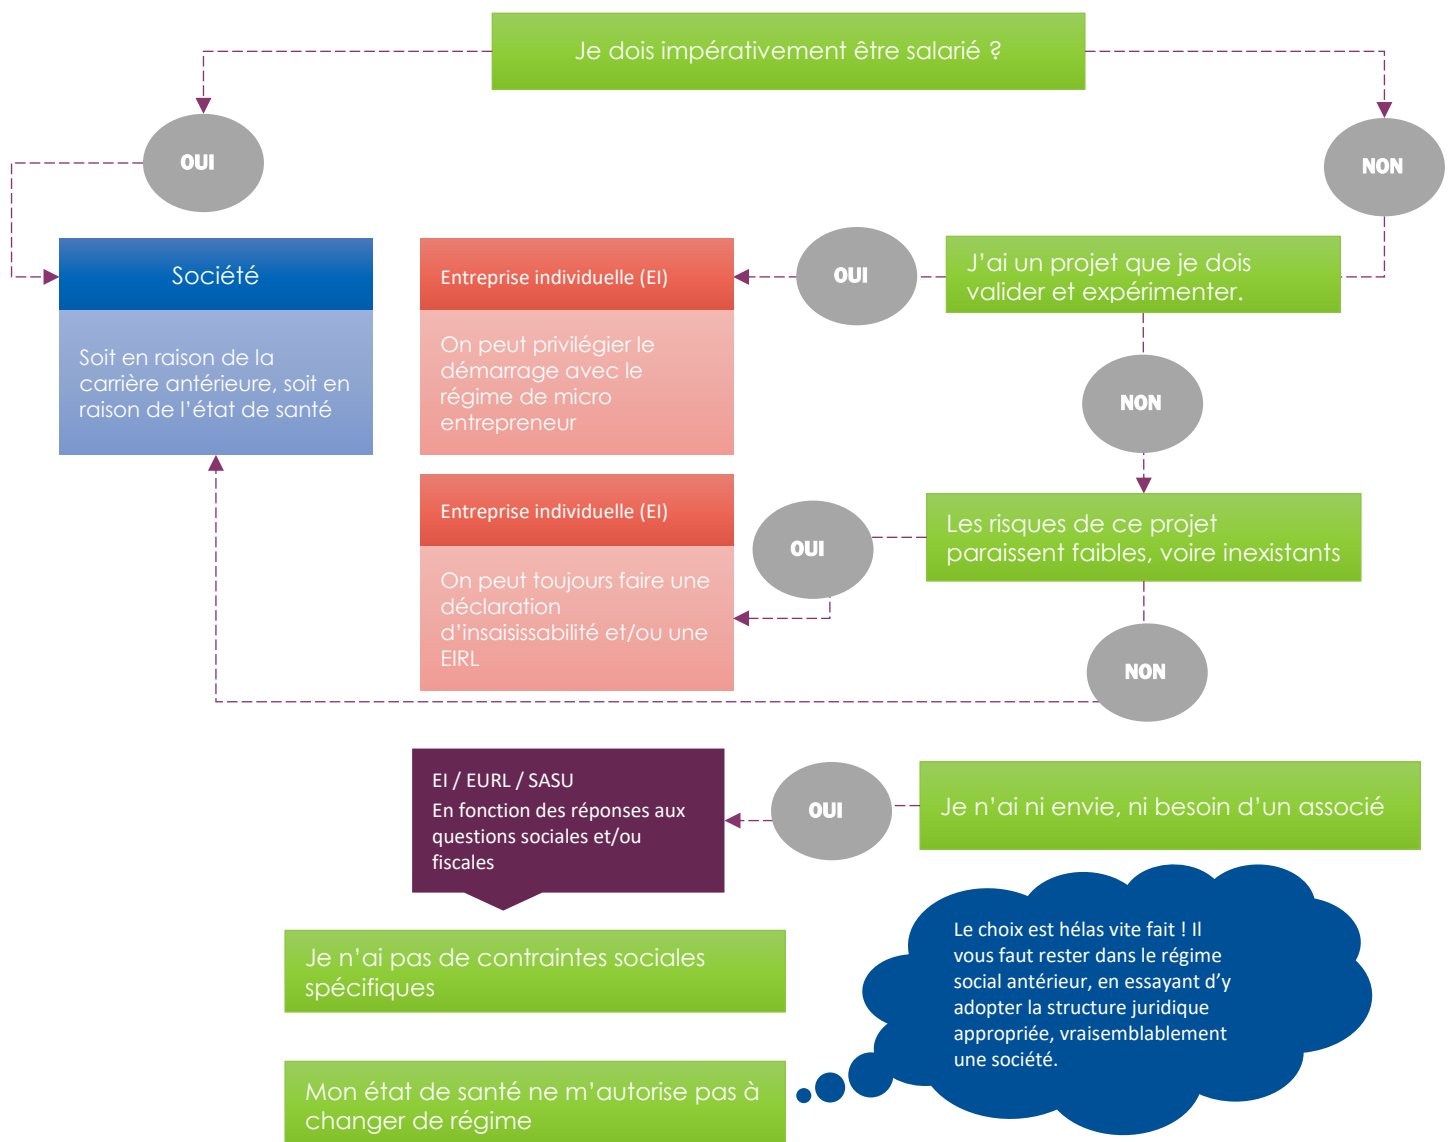 Je dois impérativement être salarié ?
OUI
NON
Société
Soit en raison de la
carrière antérieure, soit en
raison de l’état de santé
Entreprise individuelle (EI)
On peut privilégier le
démarrage avec le
régime de micro
entrepreneur
OUI
J’ai un projet que je dois
valider et expérimenter.
NON
Entreprise individuelle (EI)
On peut toujours faire une
déclaration
d’insaisissabilité et/ou une
EIRL
OUI
Les risques de ce projet
paraissent faibles, voire inexistants
NON
EI / EURL / SASU
En fonction des réponses aux
questions sociales et/ou
fiscales
OUI
Je n’ai ni envie, ni besoin d’un associé
Je n’ai pas de contraintes sociales
spécifiques
Le choix est hélas vite fait ! Il
vous faut rester dans le régime
social antérieur, en essayant d’y
adopter la structure juridique
appropriée, vraisemblablement
une société.
Mon état de santé ne m’autorise pas à
changer de régime